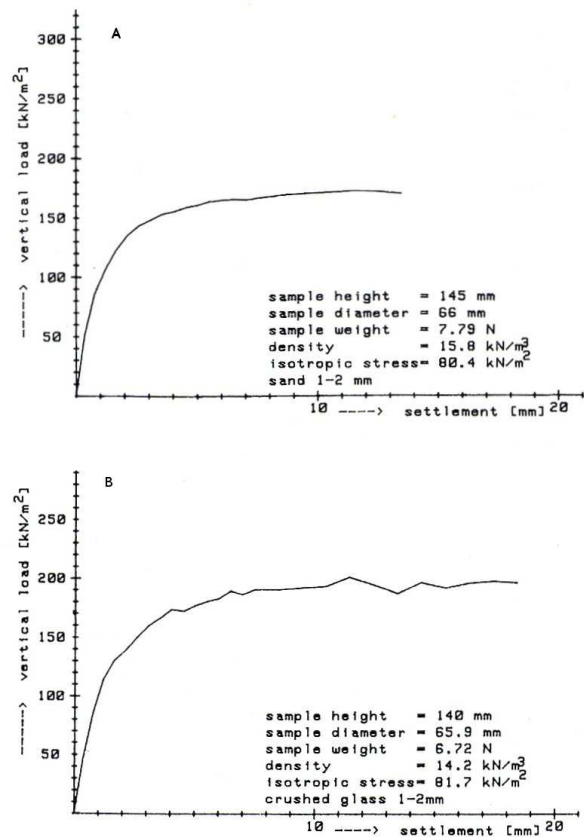 A
300
250
200
150
100
50
-----> vertical load [kN/m²]
sample height = 145 mm
sample diameter = 66 mm
sample weight = 7.79 N
density = 15.8 kN/m³
isotropic stress= 80.4 kN/m²
sand 1-2 mm
10 ----> settlement [mm] 20
B
250
200
150
100
50
-----> vertical load [kN/m²]
sample height = 140 mm
sample diameter = 65.9 mm
sample weight = 6.72 N
density = 14.2 kN/m³
isotropic stress= 81.7 kN/m²
crushed glass 1-2mm
10 ----> settlement [mm] 20